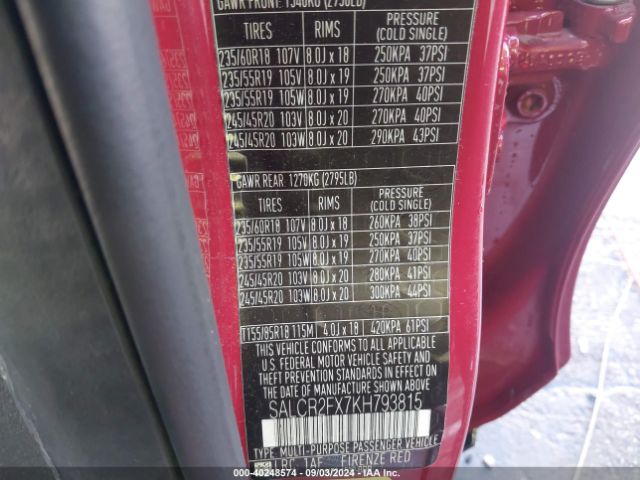 GAWR FRONT 1340KG (2750LB)
TIRES RIMS PRESSURE (COLD SINGLE)
235/60R18 107V 8.0J x 18 250KPA 37PSI
235/55R19 105V 8.0J x 19 250KPA 37PSI
235/55R19 105W 8.0J x 19 270KPA 40PSI
245/45R20 103V 8.0J x 20 270KPA 40PSI
245/45R20 103W 8.0J x 20 290KPA 43PSI
GAWR REAR 1270KG (2795LB)
TIRES RIMS PRESSURE (COLD SINGLE)
235/60R18 107V 8.0J x 18 260KPA 38PSI
235/55R19 105V 8.0J x 19 250KPA 37PSI
235/55R19 105W 8.0J x 19 270KPA 40PSI
245/45R20 103V 8.0J x 20 280KPA 41PSI
245/45R20 103W 8.0J x 20 300KPA 44PSI
T155/85R18 115M 4.0J x 18 420KPA 61PSI
THIS VEHICLE CONFORMS TO ALL APPLICABLE
U.S FEDERAL MOTOR VEHICLE SAFETY AND
THEFT PREVENTION STANDARDS IN EFFECT ON
THE DATE OF MANUFACTURE SHOWN ABOVE
SALCR2FX7KH793815
TYPE MULTI-PURPOSE PASSENGER VEHICLE
LRC 1AF FIRENZE RED
IAA - 40248574 @ 09/03/2024 @ COPART